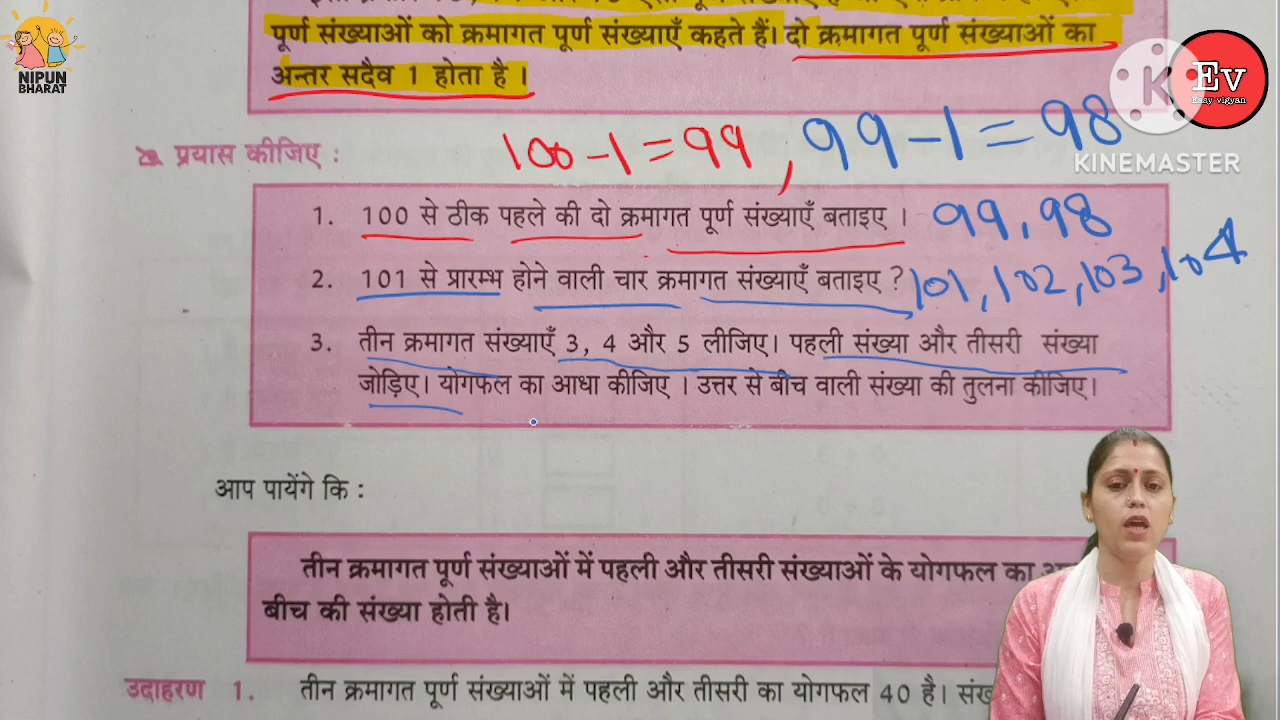 पूर्ण संख्याओं को क्रमागत पूर्ण संख्याएँ कहते हैं। दो क्रमागत पूर्ण संख्याओं का
अन्तर सदैव 1 होता है।
NIPUN
BHARAT
Ev
Easy vigyan
K
KINEMASTER
प्रयास कीजिए :
100-1=99, 99-1=98
1. 100 से ठीक पहले की दो क्रमागत पूर्ण संख्याएँ बताइए। 99, 98
2. 101 से प्रारम्भ होने वाली चार क्रमागत संख्याएँ बताइए ? 101, 102, 103, 104
3. तीन क्रमागत संख्याएँ 3, 4 और 5 लीजिए। पहली संख्या और तीसरी संख्या
जोड़िए। योगफल का आधा कीजिए । उत्तर से बीच वाली संख्या की तुलना कीजिए।
आप पायेंगे कि :
तीन क्रमागत पूर्ण संख्याओं में पहली और तीसरी संख्याओं के योगफल का
बीच की संख्या होती है।
उदाहरण 1. तीन क्रमागत पूर्ण संख्याओं में पहली और तीसरी का योगफल 40 है।